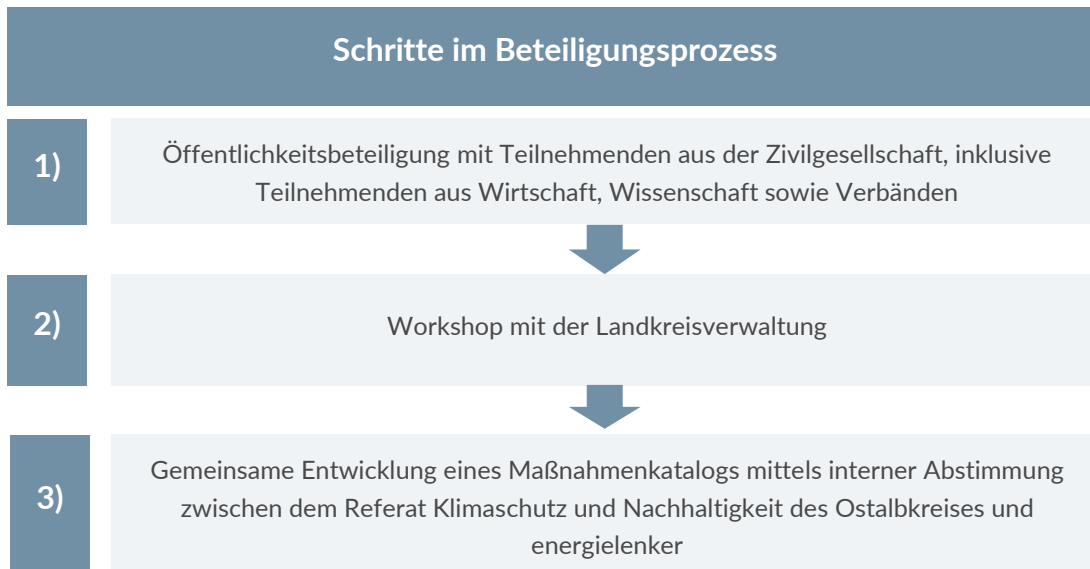 Schritte im Beteiligungsprozess
1)
Öffentlichkeitsbeteiligung mit Teilnehmenden aus der Zivilgesellschaft, inklusive
Teilnehmenden aus Wirtschaft, Wissenschaft sowie Verbänden
2)
Workshop mit der Landkreisverwaltung
3)
Gemeinsame Entwicklung eines Maßnahmenkatalogs mittels interner Abstimmung
zwischen dem Referat Klimaschutz und Nachhaltigkeit des Ostalbkreises und
energielenker